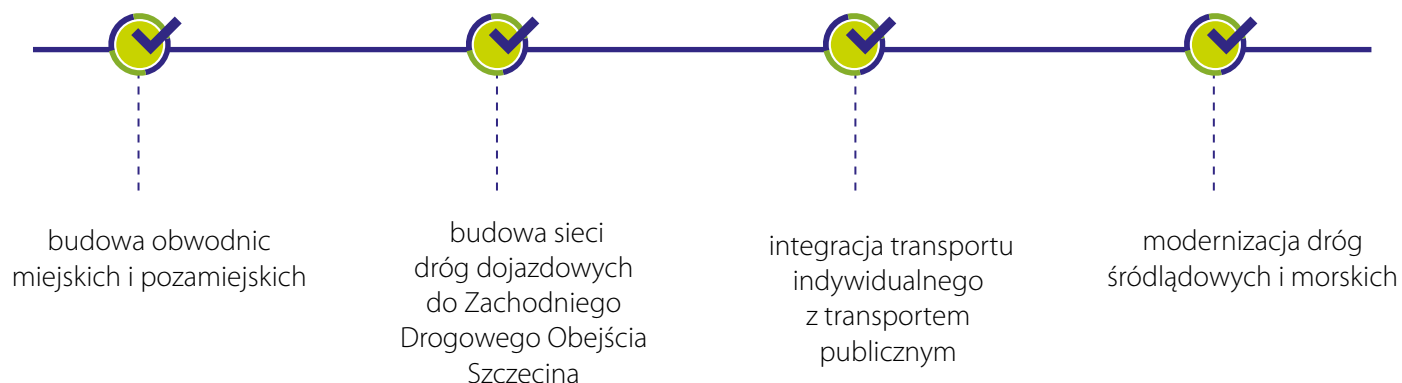 budowa obwodnic
miejskich i pozamiejskich
budowa sieci
dróg dojazdowych
do Zachodniego
Drogowego Obejścia
Szczecina
integracja transportu
indywidualnego
z transportem
publicznym
modernizacja dróg
śródlądowych i morskich